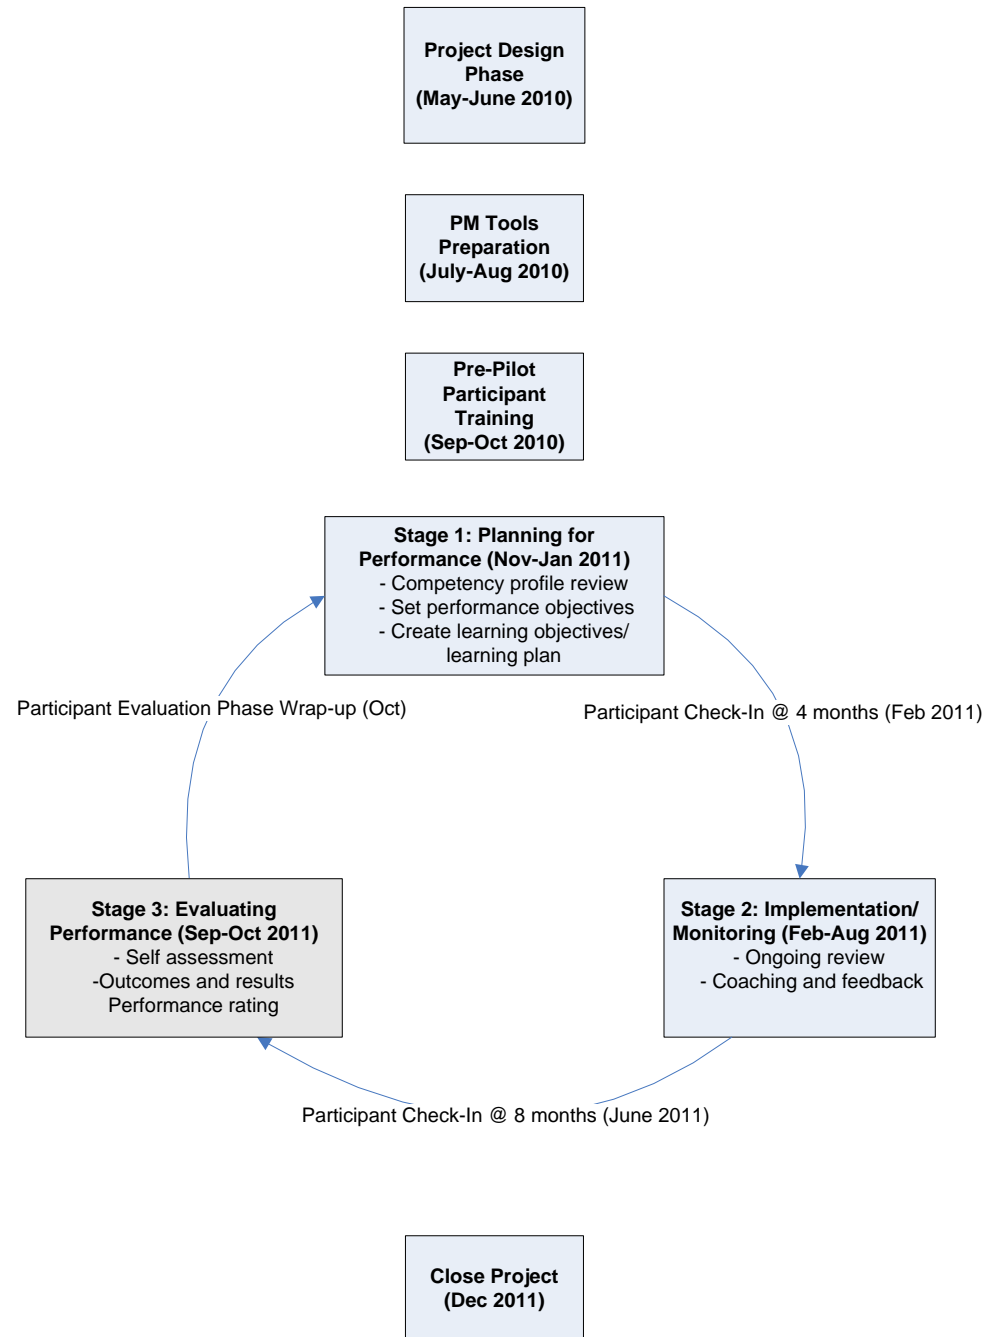 Project Design
Phase
(May-June 2010)
PM Tools
Preparation
(July-Aug 2010)
Pre-Pilot
Participant
Training
(Sep-Oct 2010)
Stage 1: Planning for
Performance (Nov-Jan 2011)
- Competency profile review
- Set performance objectives
- Create learning objectives/
learning plan
Participant Evaluation Phase Wrap-up (Oct)
Participant Check-In @ 4 months (Feb 2011)
Stage 3: Evaluating
Performance (Sep-Oct 2011)
- Self assessment
-Outcomes and results
Performance rating
Stage 2: Implementation/
Monitoring (Feb-Aug 2011)
- Ongoing review
- Coaching and feedback
Participant Check-In @ 8 months (June 2011)
Close Project
(Dec 2011)